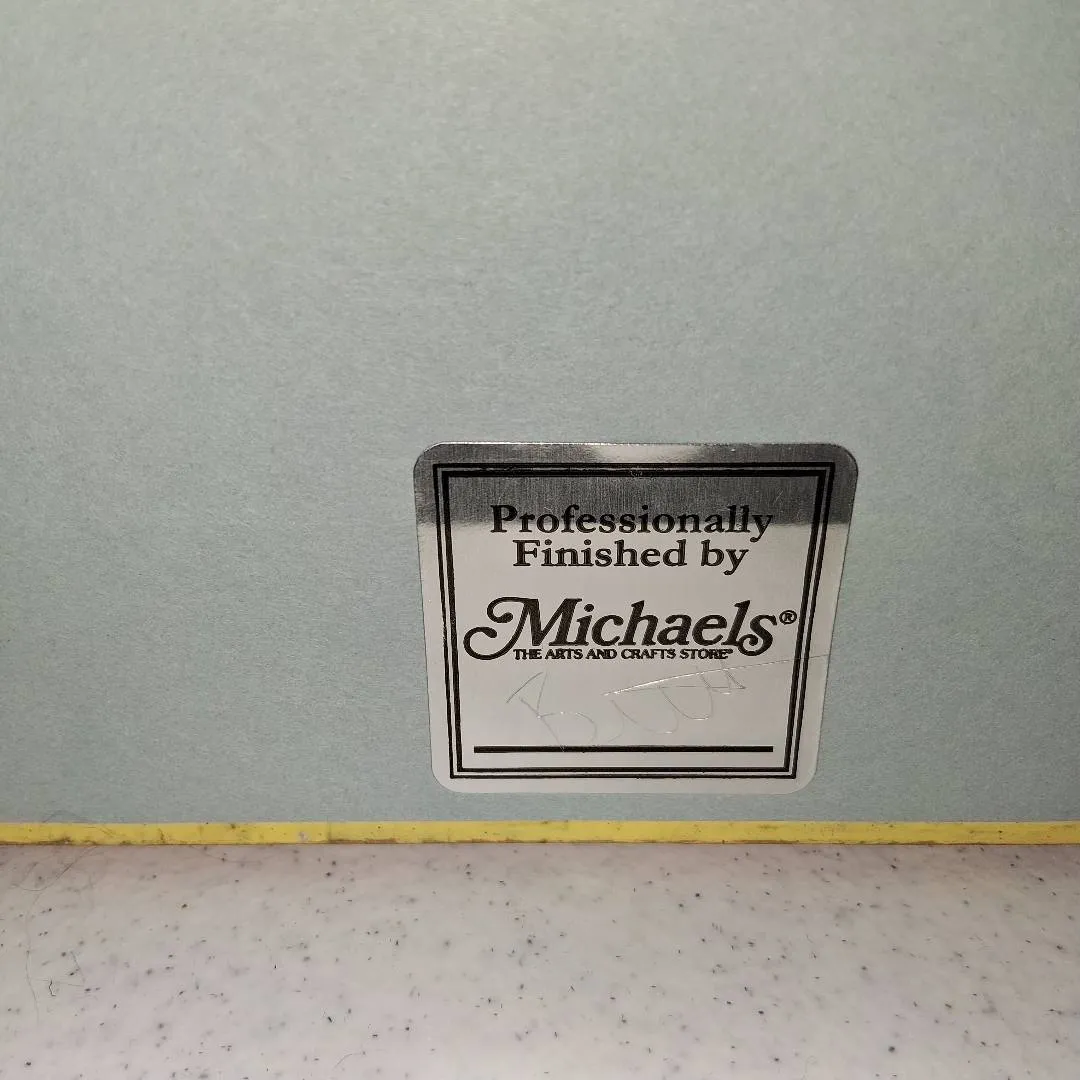 Professionally
Finished by
Michaels®
THE ARTS AND CRAFTS STORE®